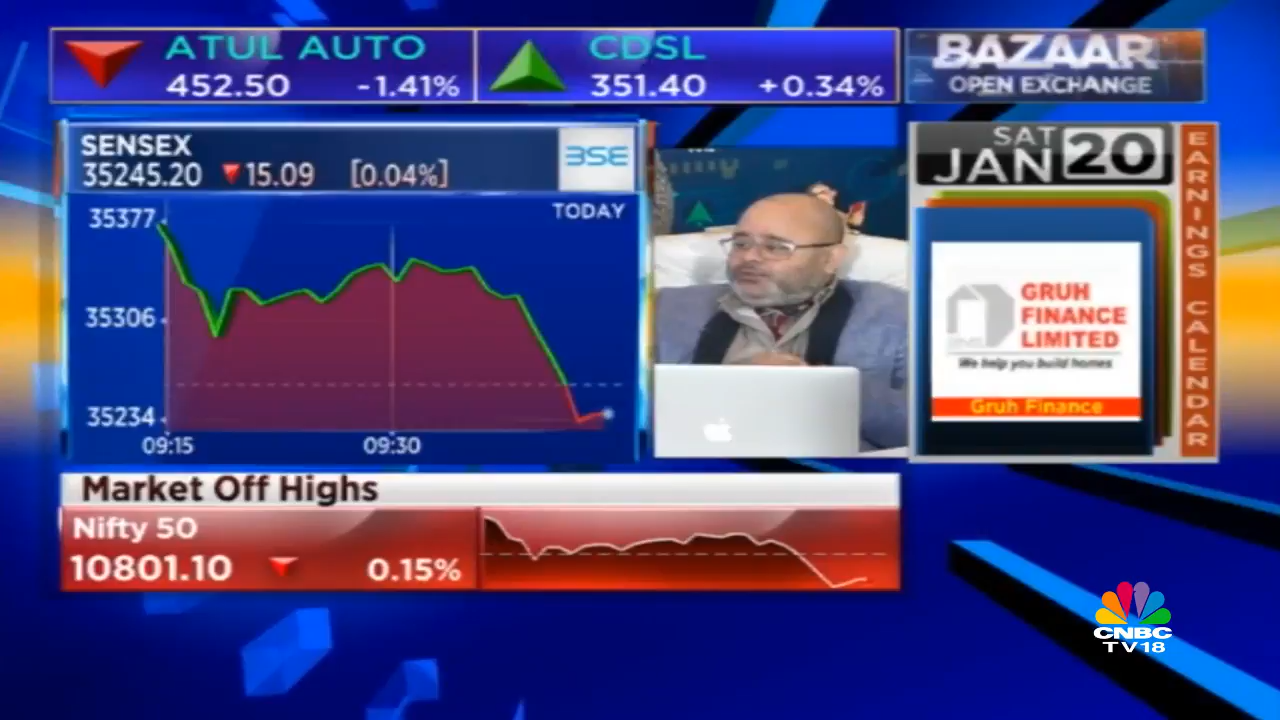 ATUL AUTO
452.50 -1.41%
CDSL
351.40 +0.34%
BAZAAR
OPEN EXCHANGE
SENSEX
35245.20 15.09 [0.04%]
BSE
TODAY
35377
35306
35234
09:15 09:30
SAT
JAN 20
EARNINGS CALENDAR
GRUH
FINANCE
LIMITED
We help you build homes
Gruh Finance
Market Off Highs
Nifty 50
10801.10 0.15%
CNBC
TV18